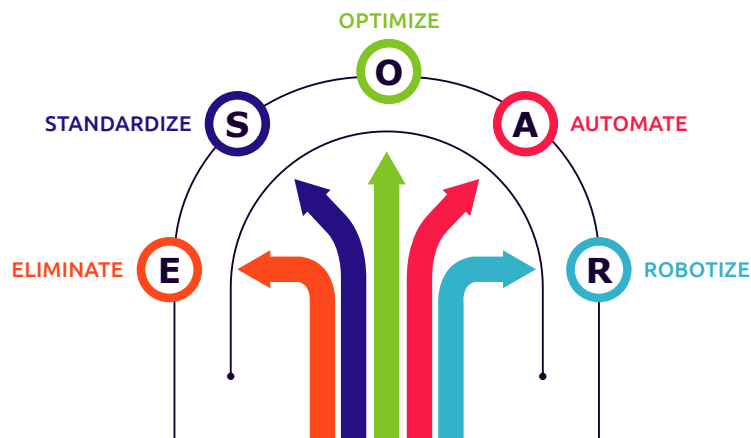 OPTIMIZE
O
STANDARDIZE S
A AUTOMATE
ELIMINATE E
R ROBOTIZE